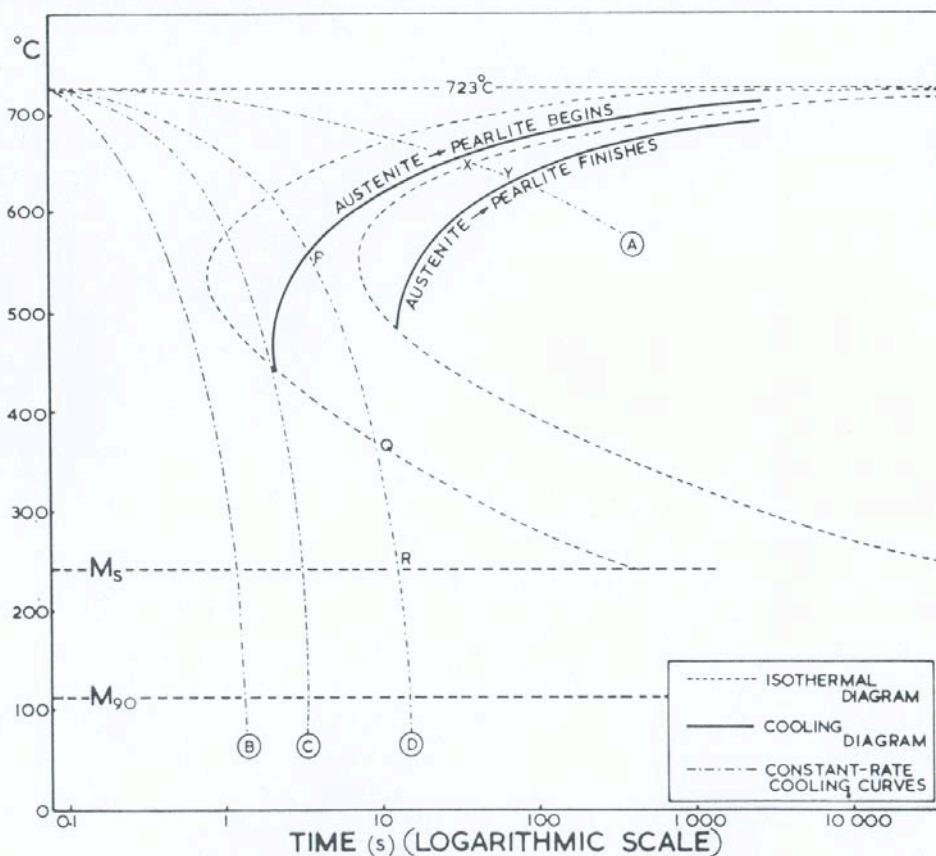 °C
723°C
700
600
500
400
300
200
100
0
AUSTENITE → PEARLITE BEGINS
AUSTENITE → PEARLITE FINISHES
X
Y
A
P
Q
R
Ms
M90
B
C
D
ISOTHERMAL
DIAGRAM
COOLING
DIAGRAM
CONSTANT-RATE
COOLING CURVES
0.1
1
10
100
1 000
10 000
TIME (s) (LOGARITHMIC SCALE)